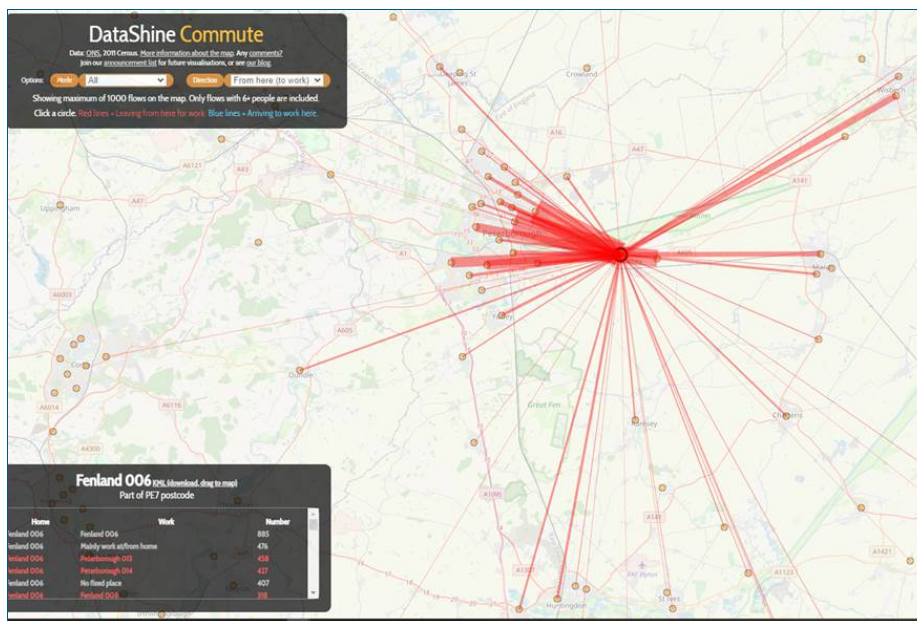 DataShine Commute
Data: ONS, 2011 Census. More information about the map. Any comments?
Join our announcement list for future visualisations, or see our blog.
Options: Mode All Direction From here (to work)
Showing maximum of 1000 flows on the map. Only flows with 6+ people are included.
Click a circle. Red lines = Leaving from here for work. Blue lines = Arriving to work here.
Crowland
Wisbech
A16
A47
A6121
A43
A47
A141
Uppingham
Peterborough
A1
A605
A6003
Yaxley
A605
Oundle
A6116
A6014
Great Fen
Ramsey
Chatteris
A4300
A141
A1421
A1123
RAF Wyton
A1307
Huntingdon
St Ives
Fenland 006 KML (download, drag to map)
Part of PE7 postcode
Home Work Number
Fenland 006 Fenland 006 885
Fenland 006 Mainly work at/from home 476
Fenland 006 Peterborough 013 458
Fenland 006 Peterborough 014 427
Fenland 006 No fixed place 407
Fenland 006 Fenland 008 318